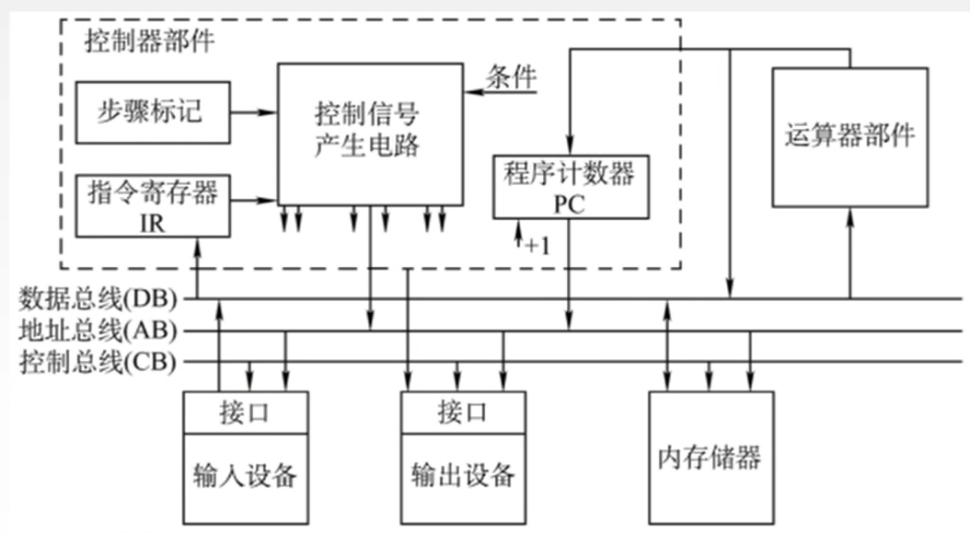 控制器部件
步骤标记
控制信号
产生电路
条件
运算器部件
指令寄存器
IR
程序计数器
PC
+1
数据总线(DB)
地址总线(AB)
控制总线(CB)
接口
输入设备
接口
输出设备
内存储器